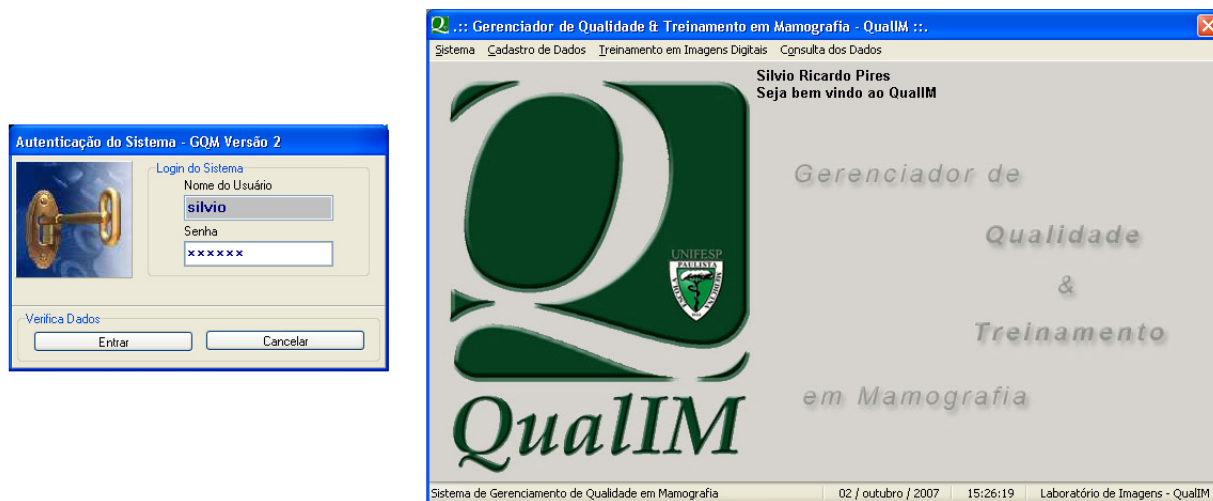 Autenticação do Sistema - GQM Versão 2
Login do Sistema
Nome do Usuário
silvio
Senha
××××××
Verifica Dados
Entrar
Cancelar
.:: Gerenciador de Qualidade & Treinamento em Mamografia - QualIM ::.
Sistema Cadastro de Dados Treinamento em Imagens Digitais Consulta dos Dados
Silvio Ricardo Pires
Seja bem vindo ao QualIM
Gerenciador de
Qualidade
&
Treinamento
em Mamografia
UNIFESP
PAULISTA
ESCOLA
MEDICINA
QualIM
Sistema de Gerenciamento de Qualidade em Mamografia
02 / outubro / 2007
15:26:19
Laboratório de Imagens - QualIM